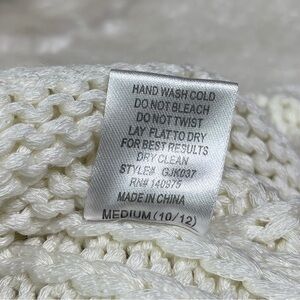 HAND WASH COLD
DO NOT BLEACH
DO NOT TWIST
LAY FLAT TO DRY
FOR BEST RESULTS
DRY CLEAN
STYLE# GJK037
RN# 140975
MADE IN CHINA
MEDIUM (10/12)